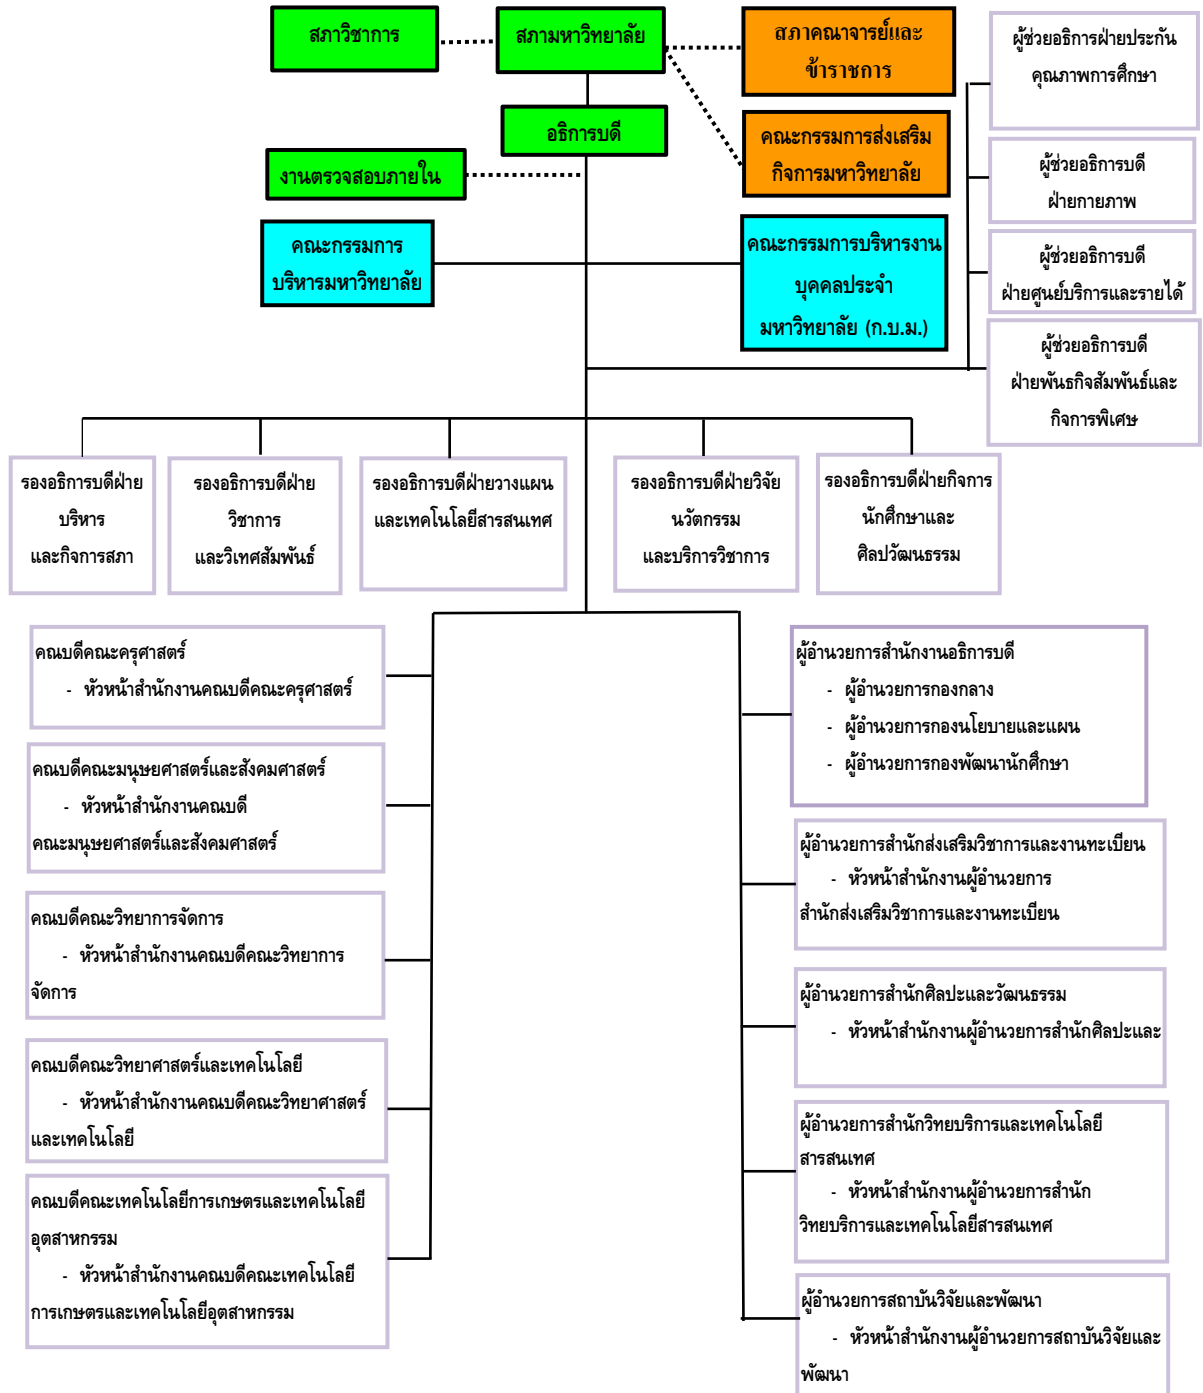 สภาวิชาการ
สภามหาวิทยาลัย
สภาคณาจารย์และ
ข้าราชการ
ผู้ช่วยอธิการฝ่ายประกัน
คุณภาพการศึกษา
อธิการบดี
คณะกรรมการส่งเสริม
กิจการมหาวิทยาลัย
งานตรวจสอบภายใน
ผู้ช่วยอธิการบดี
ฝ่ายกายภาพ
คณะกรรมการ
บริหารมหาวิทยาลัย
คณะกรรมการบริหารงาน
บุคคลประจำ
มหาวิทยาลัย (ก.บ.ม.)
ผู้ช่วยอธิการบดี
ฝ่ายศูนย์บริการและรายได้
ผู้ช่วยอธิการบดี
ฝ่ายพันธกิจสัมพันธ์และ
กิจการพิเศษ
รองอธิการบดีฝ่าย
บริหาร
และกิจการสภา
รองอธิการบดีฝ่าย
วิชาการ
และวิเทศสัมพันธ์
รองอธิการบดีฝ่ายวางแผน
และเทคโนโลยีสารสนเทศ
รองอธิการบดีฝ่ายวิจัย
นวัตกรรม
และบริการวิชาการ
รองอธิการบดีฝ่ายกิจการ
นักศึกษาและ
ศิลปวัฒนธรรม
คณบดีคณะครุศาสตร์
- หัวหน้าสำนักงานคณบดีคณะครุศาสตร์
คณบดีคณะมนุษยศาสตร์และสังคมศาสตร์
- หัวหน้าสำนักงานคณบดี
คณะมนุษยศาสตร์และสังคมศาสตร์
คณบดีคณะวิทยาการจัดการ
- หัวหน้าสำนักงานคณบดีคณะวิทยาการ
จัดการ
คณบดีคณะวิทยาศาสตร์และเทคโนโลยี
- หัวหน้าสำนักงานคณบดีคณะวิทยาศาสตร์
และเทคโนโลยี
คณบดีคณะเทคโนโลยีการเกษตรและเทคโนโลยี
อุตสาหกรรม
- หัวหน้าสำนักงานคณบดีคณะเทคโนโลยี
การเกษตรและเทคโนโลยีอุตสาหกรรม
ผู้อำนวยการสำนักงานอธิการบดี
- ผู้อำนวยการกองกลาง
- ผู้อำนวยการกองนโยบายและแผน
- ผู้อำนวยการกองพัฒนานักศึกษา
ผู้อำนวยการสำนักส่งเสริมวิชาการและงานทะเบียน
- หัวหน้าสำนักงานผู้อำนวยการ
สำนักส่งเสริมวิชาการและงานทะเบียน
ผู้อำนวยการสำนักศิลปะและวัฒนธรรม
- หัวหน้าสำนักงานผู้อำนวยการสำนักศิลปะและ
ผู้อำนวยการสำนักวิทยบริการและเทคโนโลยี
สารสนเทศ
- หัวหน้าสำนักงานผู้อำนวยการสำนัก
วิทยบริการและเทคโนโลยีสารสนเทศ
ผู้อำนวยการสถาบันวิจัยและพัฒนา
- หัวหน้าสำนักงานผู้อำนวยการสถาบันวิจัยและ
พัฒนา